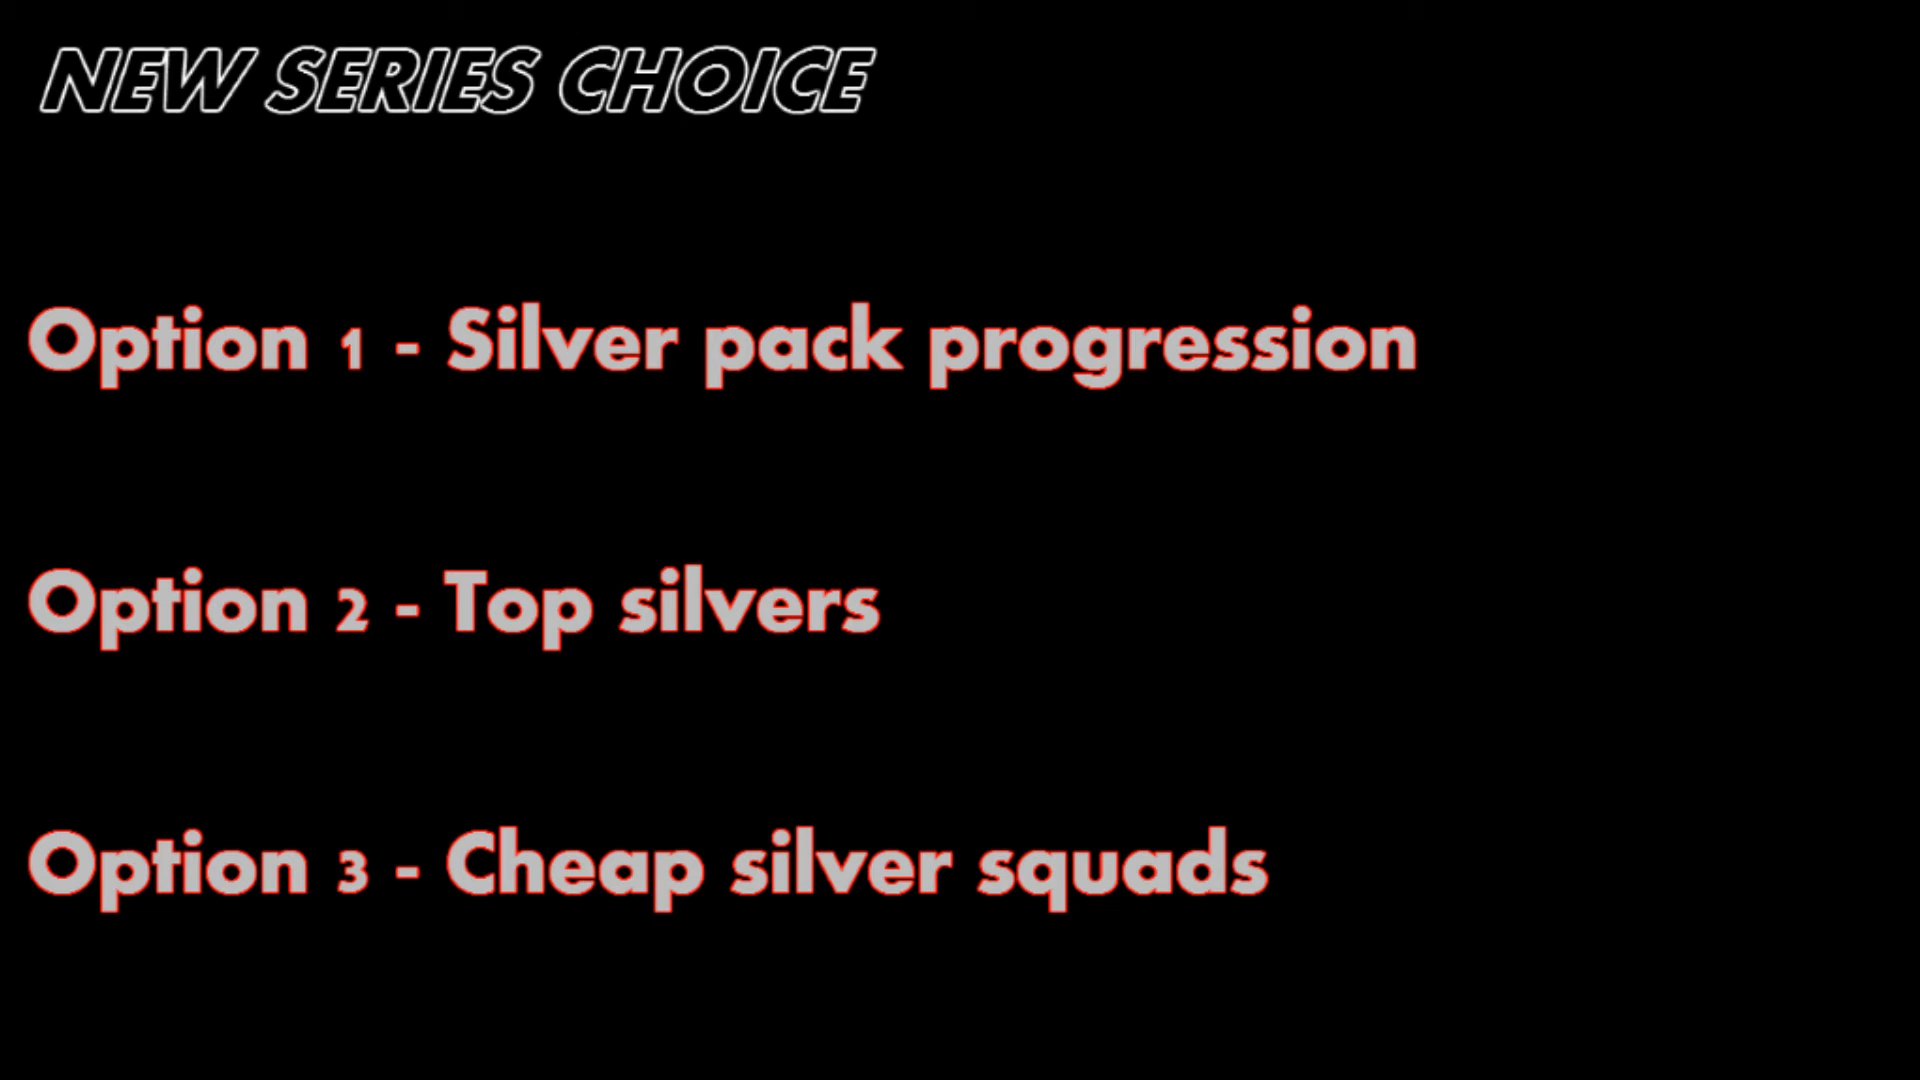 NEW SERIES CHOICE
Option 1 - Silver pack progression
Option 2 - Top silvers
Option 3 - Cheap silver squads